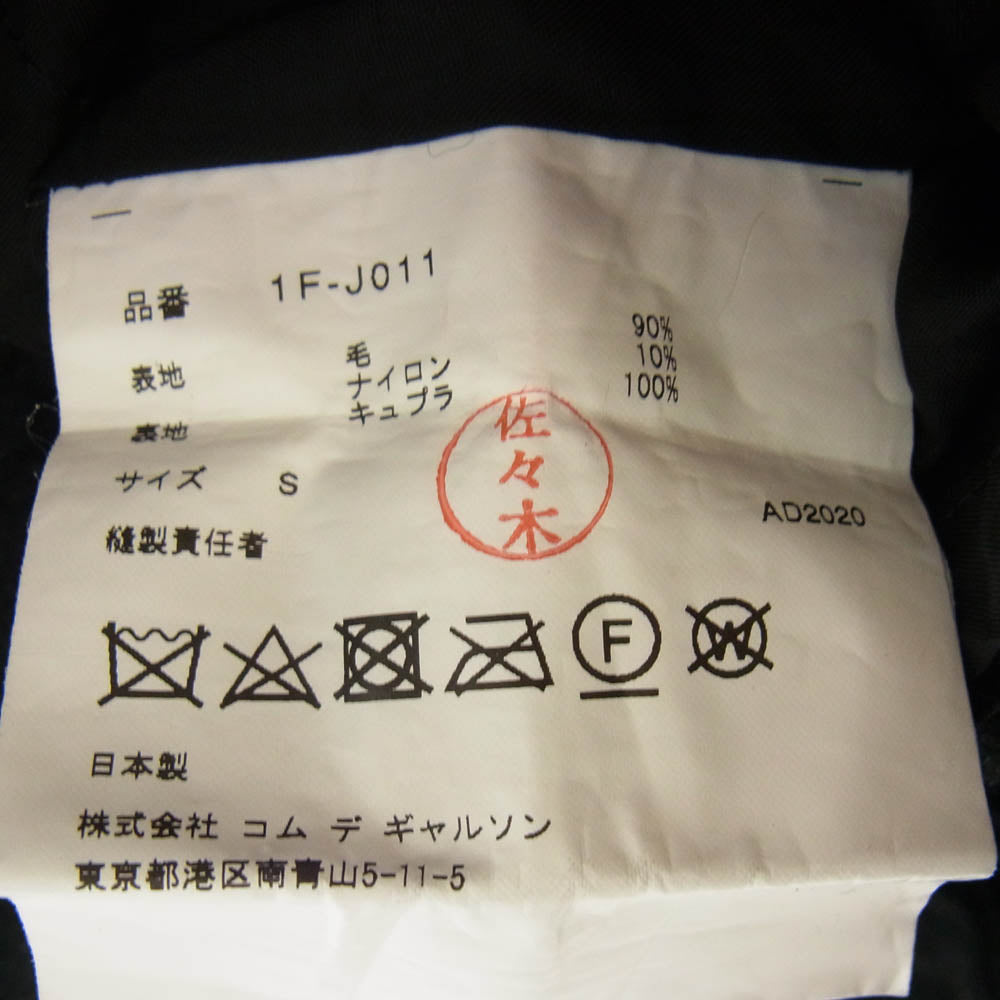 品番 1F-J011
表地 毛 90%
ナイロン 10%
裏地 キュプラ 100%
サイズ S
縫製責任者 佐々木
AD2020
F
W
日本製
株式会社 コム デ ギャルソン
東京都港区南青山5-11-5